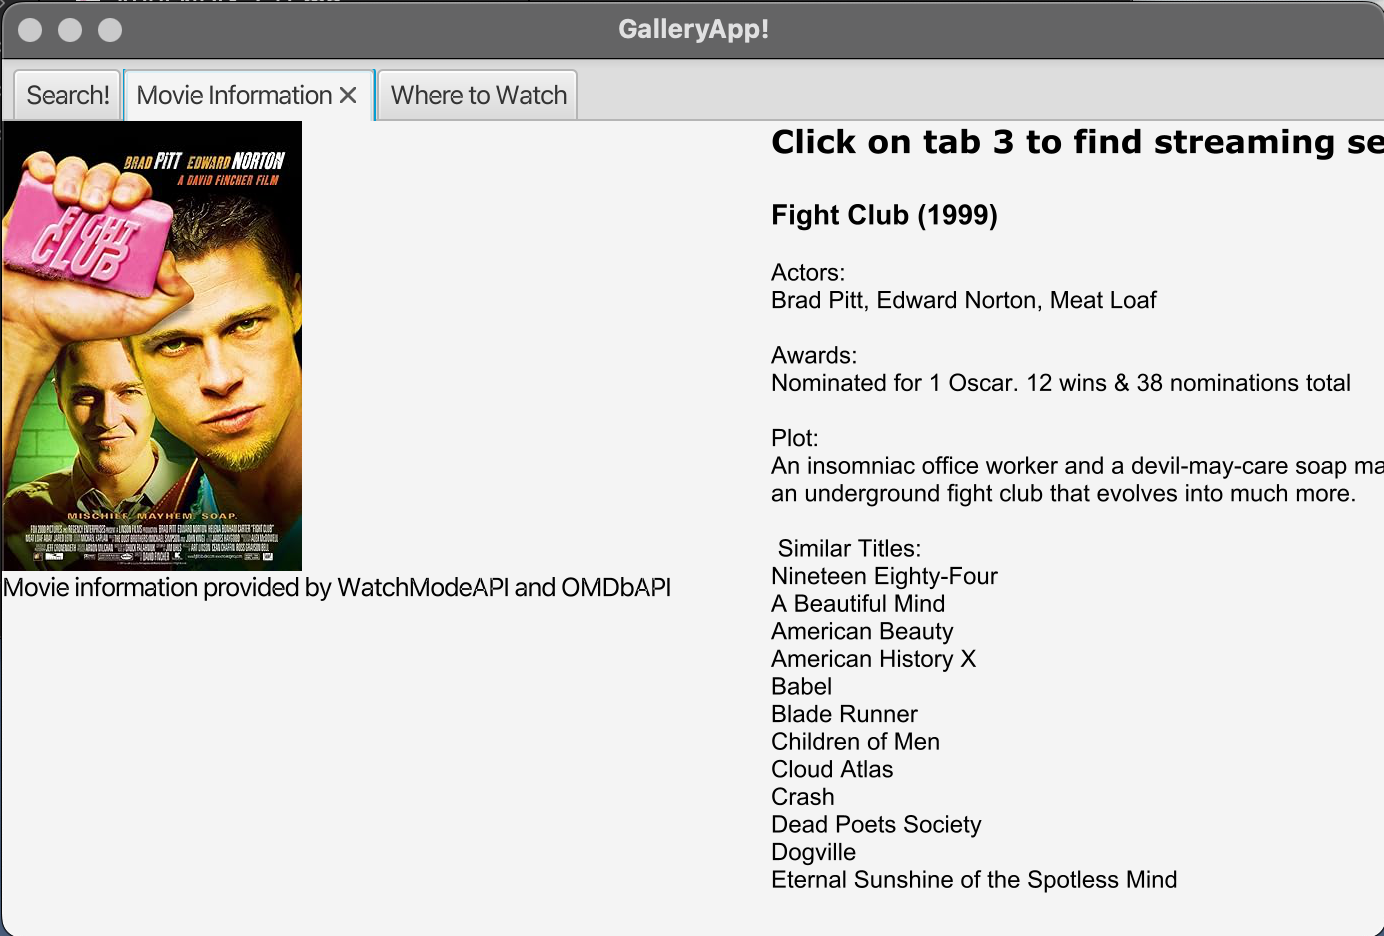 GalleryApp!
Search!
Movie Information ×
Where to Watch
BRAD PITT EDWARD NORTON
A DAVID FINCHER FILM
FIGHT CLUB
MISCHIEF. MAYHEM. SOAP.
Movie information provided by WatchModeAPI and OMDbAPI
Click on tab 3 to find streaming se
Fight Club (1999)
Actors:
Brad Pitt, Edward Norton, Meat Loaf
Awards:
Nominated for 1 Oscar. 12 wins & 38 nominations total
Plot:
An insomniac office worker and a devil-may-care soap ma
an underground fight club that evolves into much more.
Similar Titles:
Nineteen Eighty-Four
A Beautiful Mind
American Beauty
American History X
Babel
Blade Runner
Children of Men
Cloud Atlas
Crash
Dead Poets Society
Dogville
Eternal Sunshine of the Spotless Mind